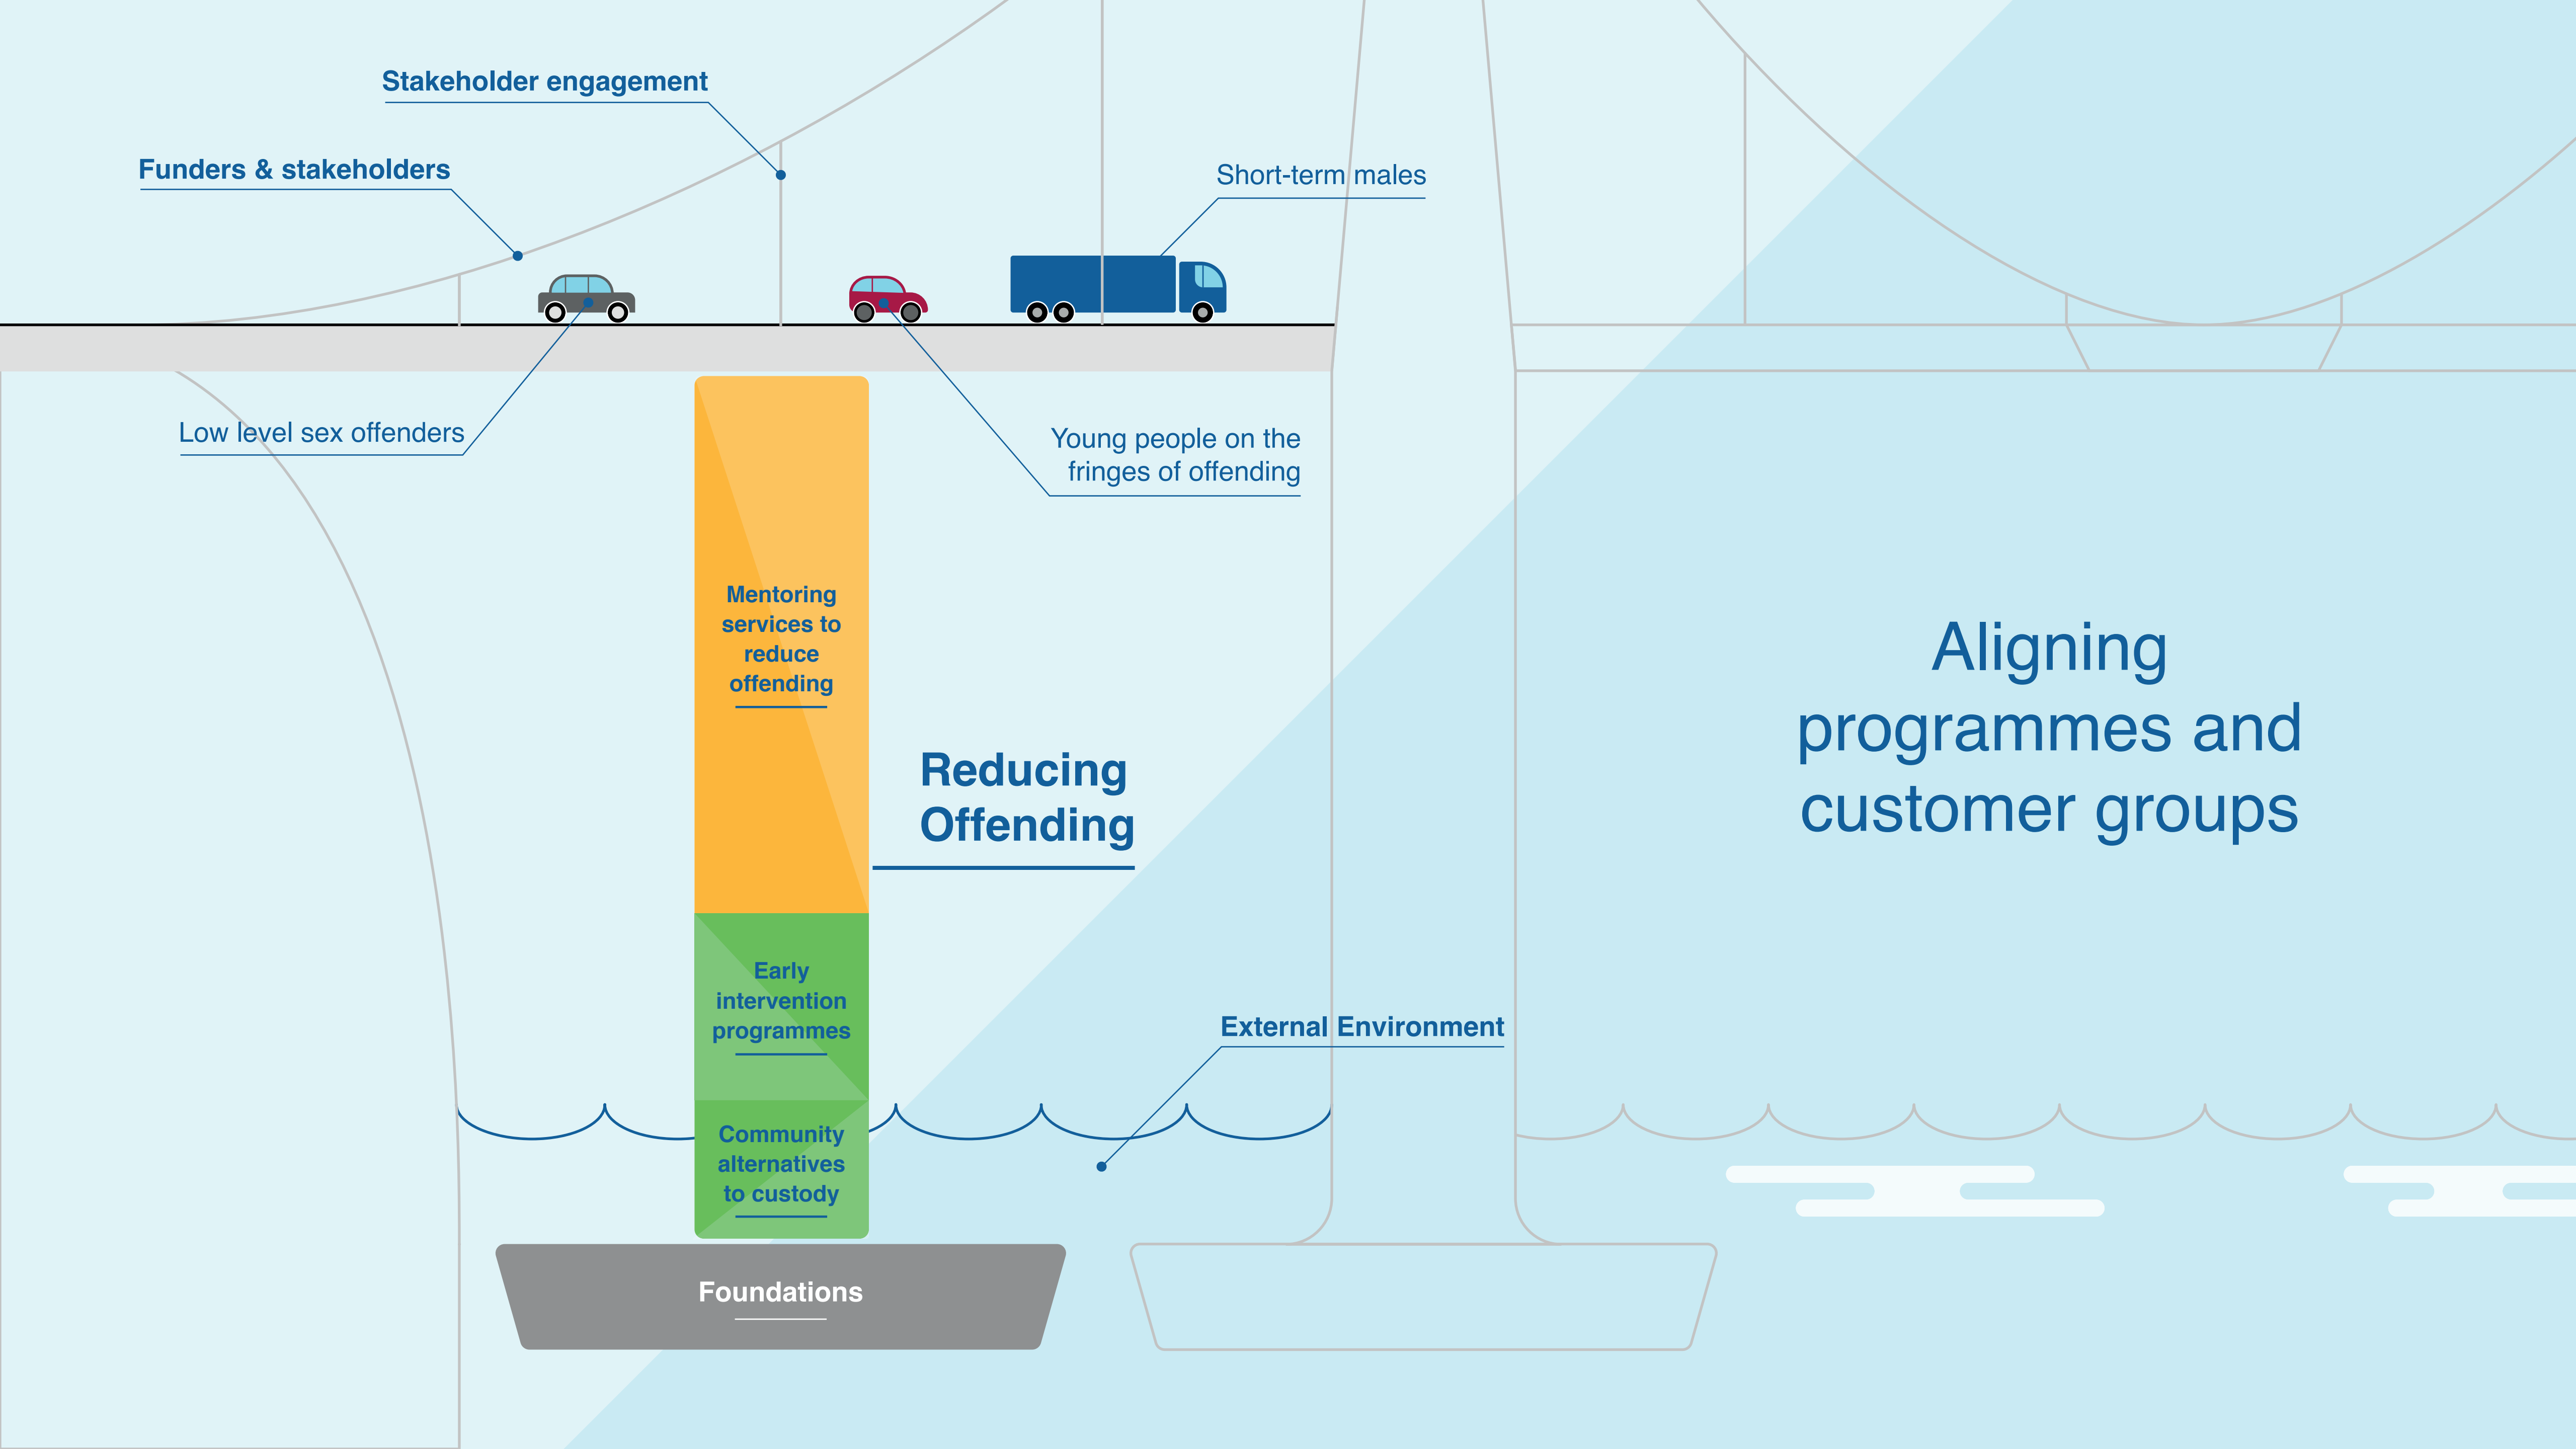 Stakeholder engagement
Funders & stakeholders
Short-term males
Low level sex offenders
Young people on the
fringes of offending
Mentoring
services to
reduce
offending
Reducing
Offending
Aligning
programmes and
customer groups
Early
intervention
programmes
External Environment
Community
alternatives
to custody
Foundations